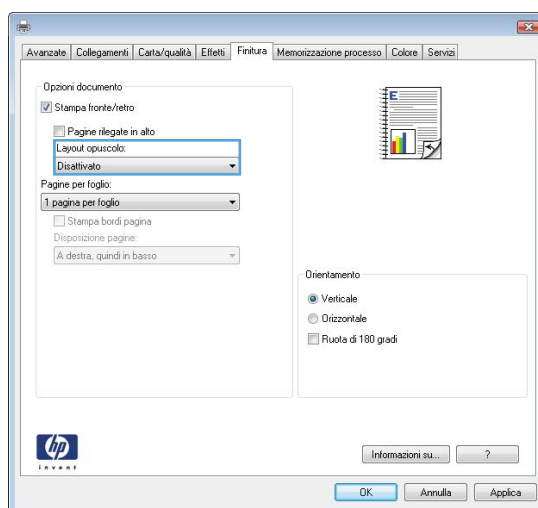 Avanzate Collegamenti Carta/qualità Effetti Finitura Memorizzazione processo Colore Servizi
Opzioni documento
Stampa fronte/retro
Pagine rilegate in alto
Layout opuscolo:
Disattivato
Pagine per foglio:
1 pagina per foglio
Stampa bordi pagina
Disposizione pagine:
A destra, quindi in basso
E
Orientamento
Verticale
Orizzontale
Ruota di 180 gradi
hp
invent
Informazioni su... ?
OK Annulla Applica